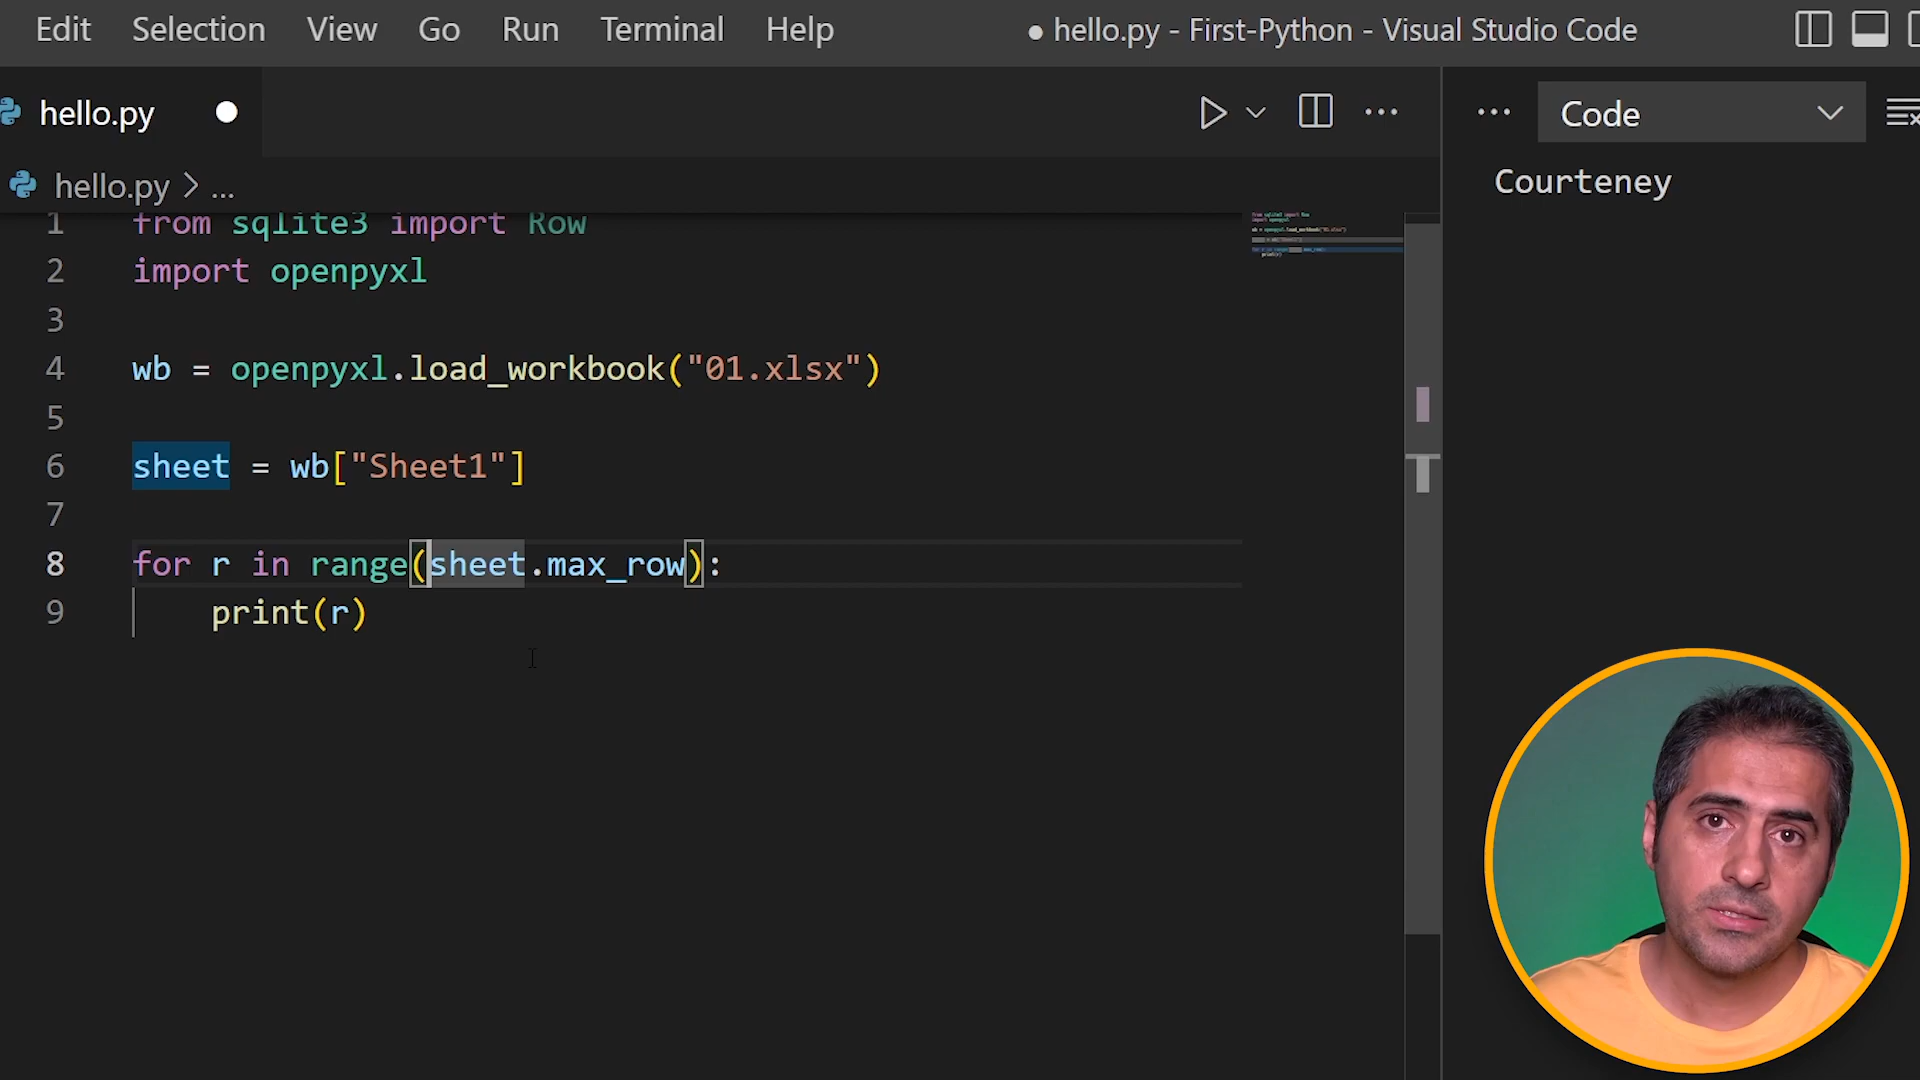 Edit Selection View Go Run Terminal Help ● hello.py - First-Python - Visual Studio Code
hello.py
Code
hello.py > ...
Courteney
1 from sqlite3 import Row
2 import openpyxl
3
4 wb = openpyxl.load_workbook("01.xlsx")
5
6 sheet = wb["Sheet1"]
7
8 for r in range(sheet.max_row):
9 print(r)